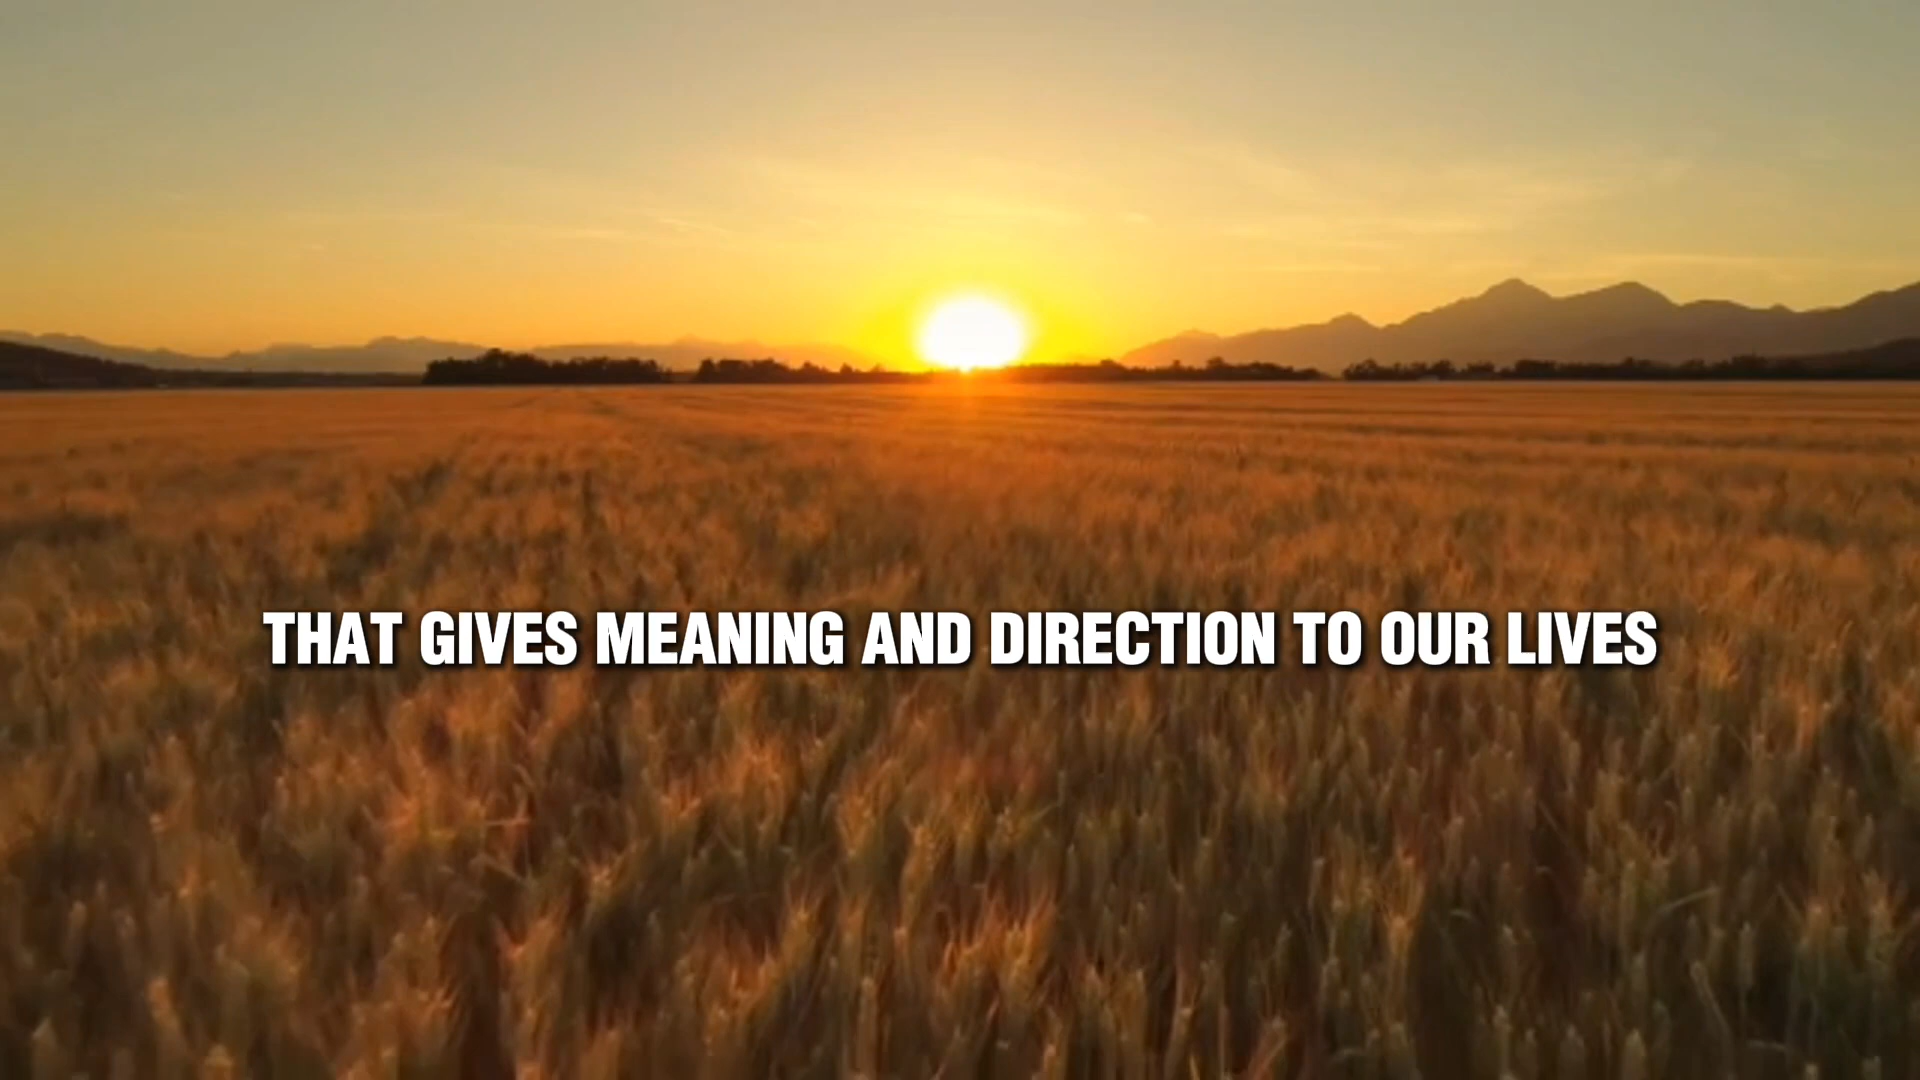 THAT GIVES MEANING AND DIRECTION TO OUR LIVES